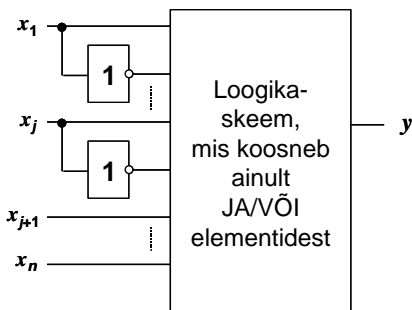 x1
1
xj
1
xj+1
xn
Loogika-
skeem,
mis koosneb
ainult
JA/VÕI
elementidest
y